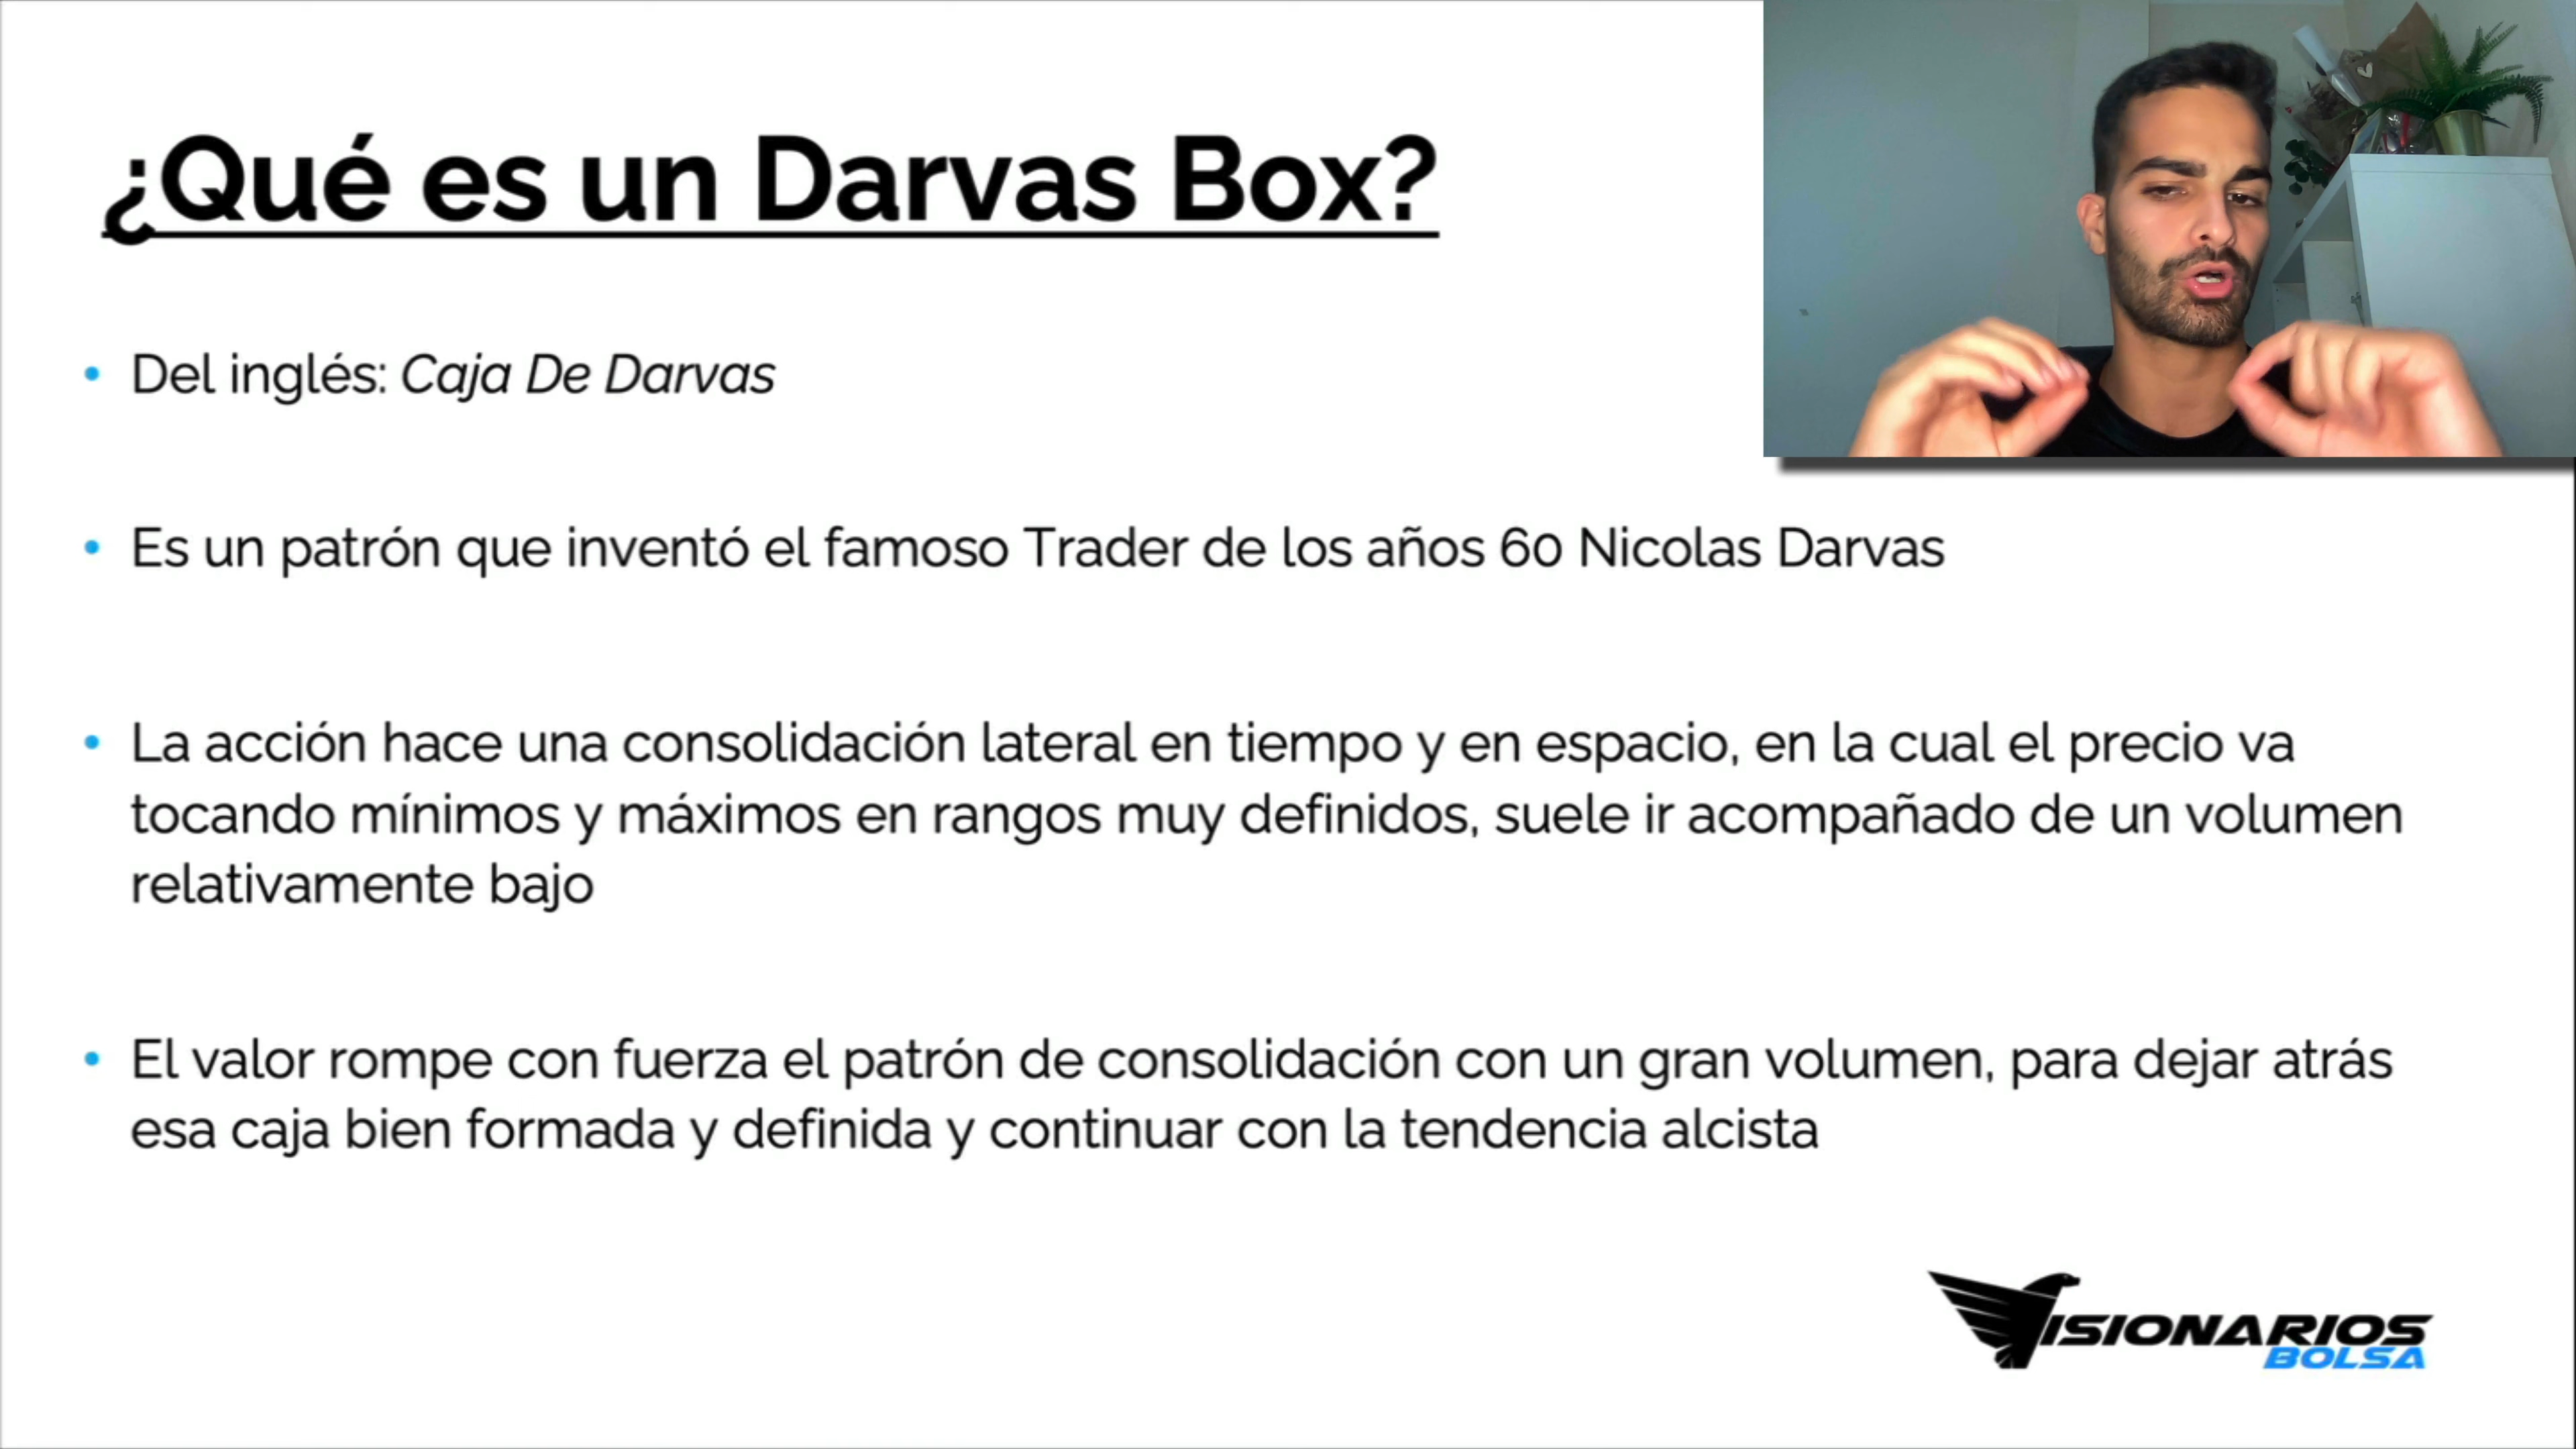 ¿Qué es un Darvas Box?
• Del inglés: Caja De Darvas
• Es un patrón que inventó el famoso Trader de los años 60 Nicolas Darvas
• La acción hace una consolidación lateral en tiempo y en espacio, en la cual el precio va
tocando mínimos y máximos en rangos muy definidos, suele ir acompañado de un volumen
relativamente bajo
• El valor rompe con fuerza el patrón de consolidación con un gran volumen, para dejar atrás
esa caja bien formada y definida y continuar con la tendencia alcista
VISIONARIOS
BOLSA